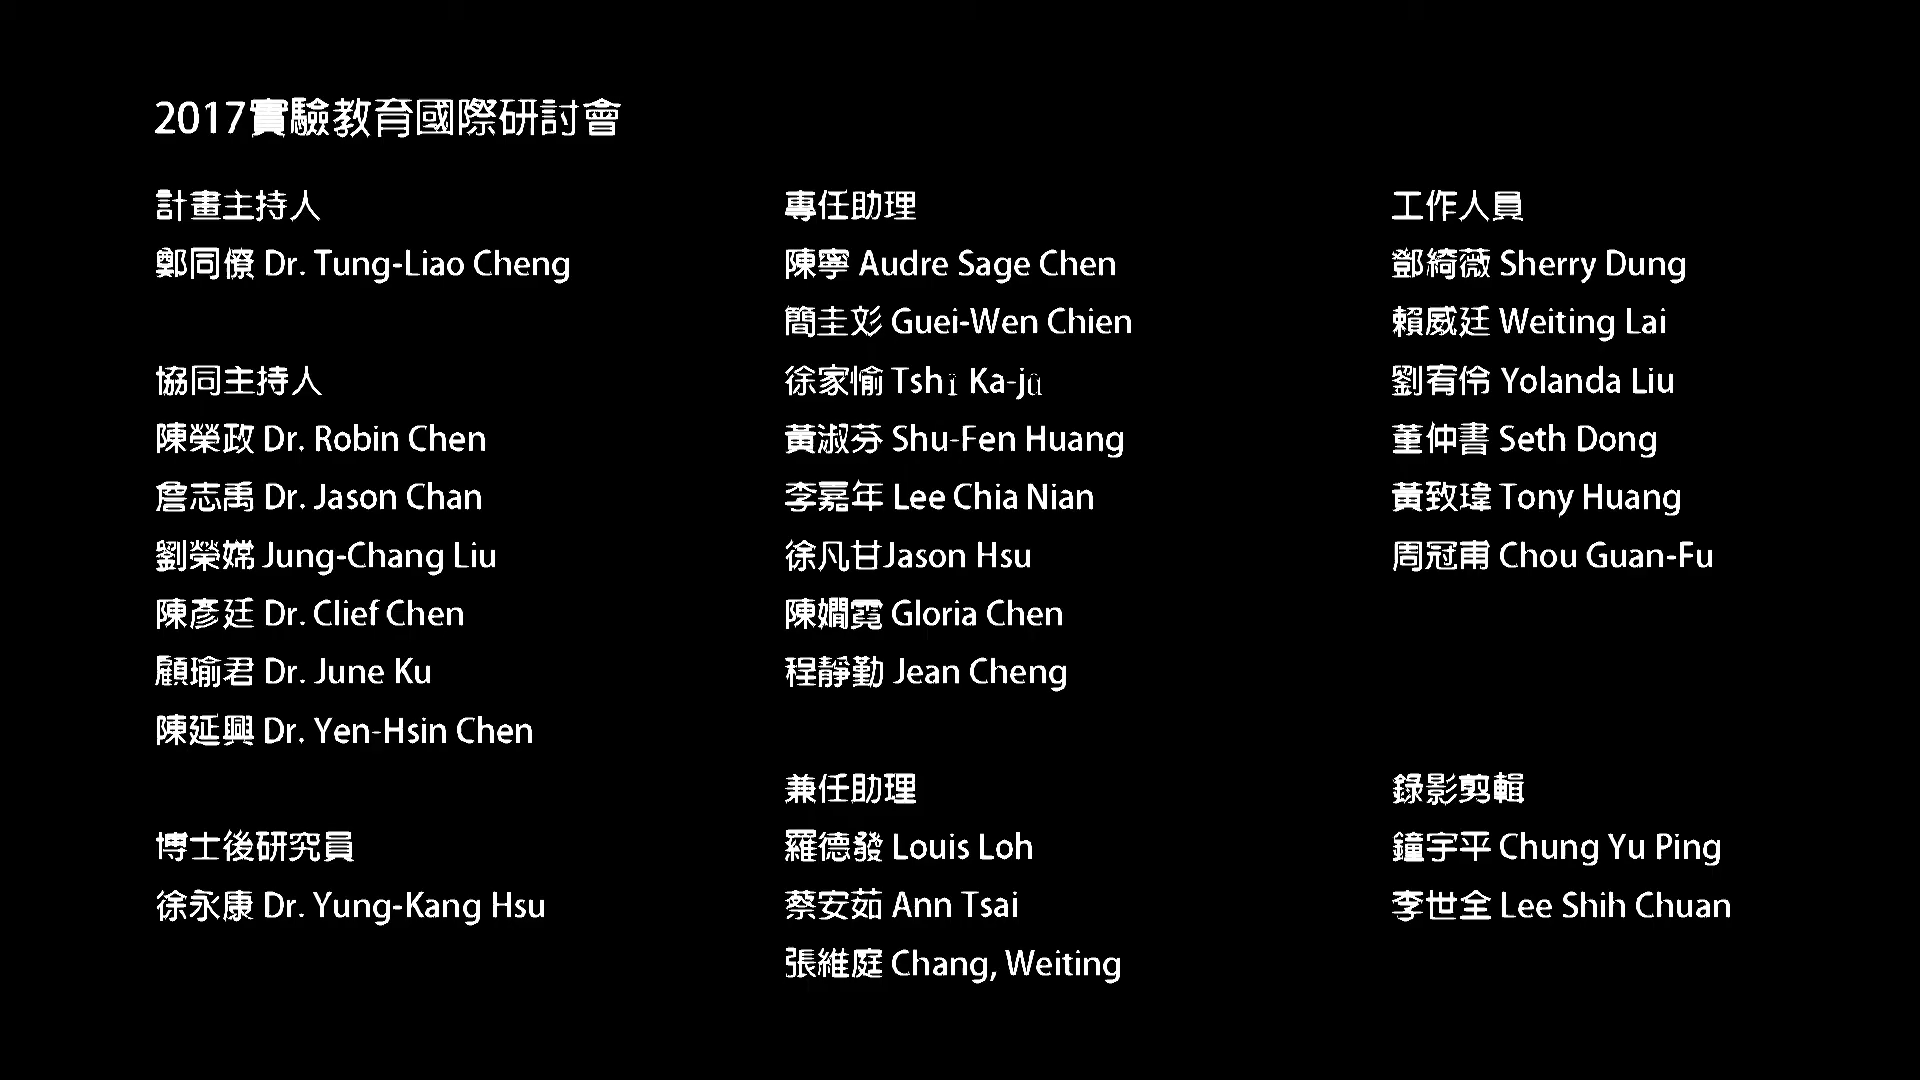 2017實驗教育國際研討會
計畫主持人
鄭同僚 Dr. Tung-Liao Cheng
協同主持人
陳榮政 Dr. Robin Chen
詹志禹 Dr. Jason Chan
劉榮嫦 Jung-Chang Liu
陳彥廷 Dr. Clief Chen
顧瑜君 Dr. June Ku
陳延興 Dr. Yen-Hsin Chen
博士後研究員
徐永康 Dr. Yung-Kang Hsu
專任助理
陳寧 Audre Sage Chen
簡圭彣 Guei-Wen Chien
徐家愉 Tshî Ka-jû
黃淑芬 Shu-Fen Huang
李嘉年 Lee Chia Nian
徐凡甘Jason Hsu
陳嫺霓 Gloria Chen
程靜勤 Jean Cheng
兼任助理
羅德發 Louis Loh
蔡安茹 Ann Tsai
張維庭 Chang, Weiting
工作人員
鄧綺薇 Sherry Dung
賴威廷 Weiting Lai
劉宥伶 Yolanda Liu
董仲書 Seth Dong
黃致瑋 Tony Huang
周冠甫 Chou Guan-Fu
錄影剪輯
鐘宇平 Chung Yu Ping
李世全 Lee Shih Chuan